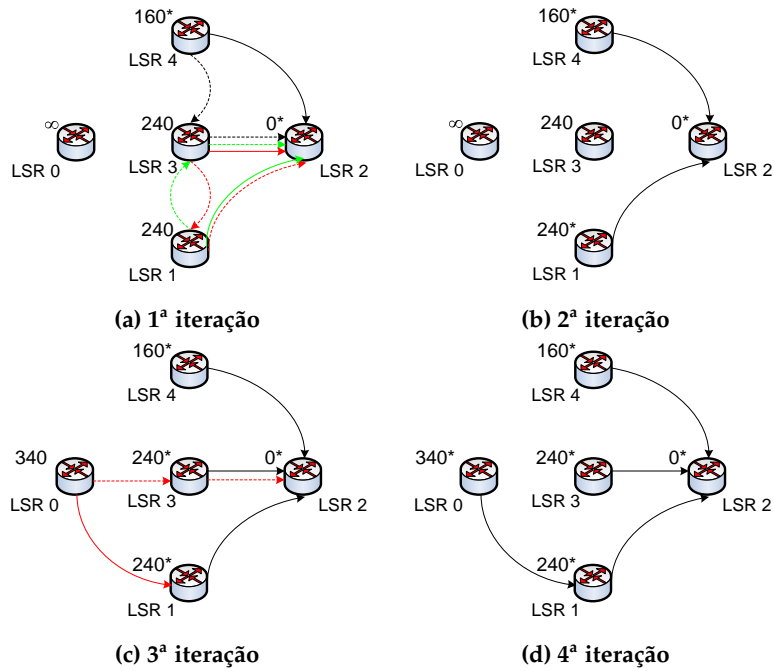 160*
LSR 4
∞
LSR 0
240
LSR 3
0*
LSR 2
240
LSR 1
(a) 1ª iteração
160*
LSR 4
∞
LSR 0
240
LSR 3
0*
LSR 2
240*
LSR 1
(b) 2ª iteração
160*
LSR 4
340
LSR 0
240*
LSR 3
0*
LSR 2
240*
LSR 1
(c) 3ª iteração
160*
LSR 4
340*
LSR 0
240*
LSR 3
0*
LSR 2
240*
LSR 1
(d) 4ª iteração